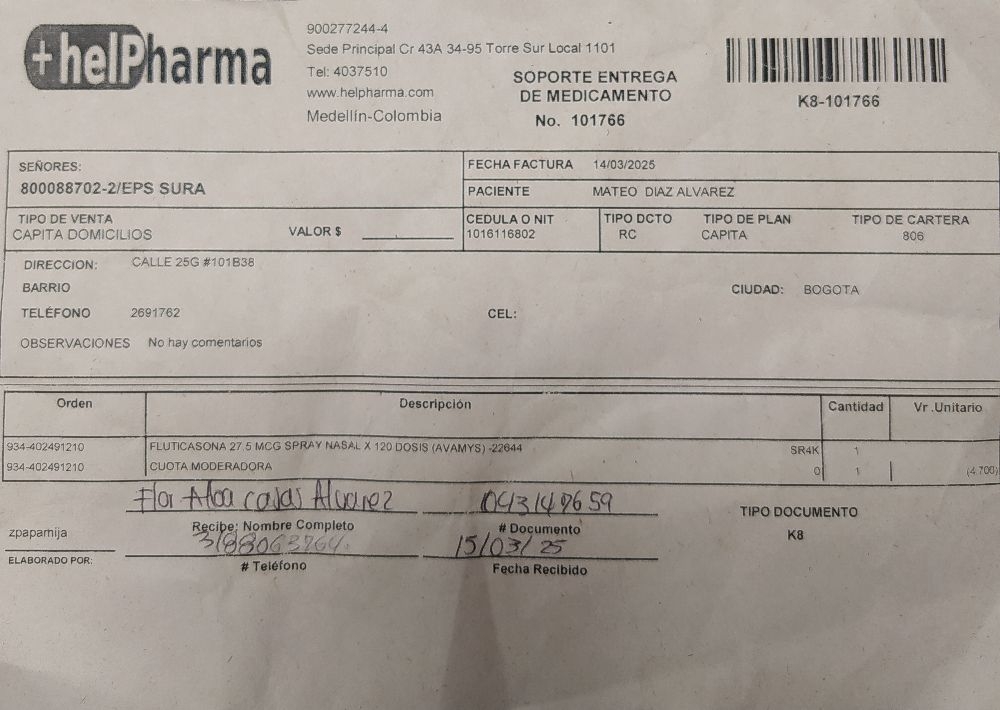 +helPharma
900277244-4
Sede Principal Cr 43A 34-95 Torre Sur Local 1101
Tel: 4037510
www.helpharma.com
Medellín-Colombia
SOPORTE ENTREGA
DE MEDICAMENTO
No. 101766
K8-101766
SEÑORES:
800088702-2/EPS SURA
FECHA FACTURA 14/03/2025
PACIENTE MATEO DIAZ ALVAREZ
TIPO DE VENTA
CAPITA DOMICILIOS
VALOR $
CEDULA O NIT
1016116802
TIPO DCTO
RC
TIPO DE PLAN
CAPITA
TIPO DE CARTERA
806
DIRECCION: CALLE 25G #101B38
BARRIO
CIUDAD: BOGOTA
TELÉFONO 2691762
CEL:
OBSERVACIONES No hay comentarios
Orden Descripción Cantidad Vr .Unitario
934-402491210 FLUTICASONA 27.5 MCG SPRAY NASAL X 120 DOSIS (AVAMYS) -22644 SR4K 1
934-402491210 CUOTA MODERADORA 0 1 (4.700)
Flor Alvarez
Recibe: Nombre Completo
# Documento
TIPO DOCUMENTO
K8
zpapamija
ELABORADO POR:
15/03/25
# Teléfono
Fecha Recibido